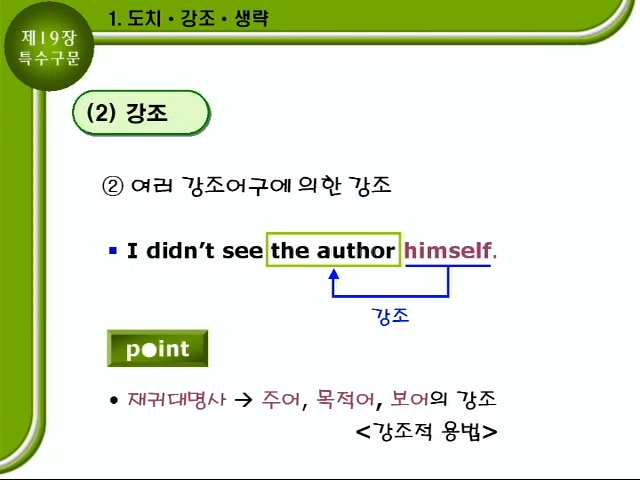 1. 도치·강조·생략
제19장
특수구문
(2) 강조
② 여러 강조어구에 의한 강조
▪ I didn't see the author himself.
강조
point
• 재귀대명사 → 주어, 목적어, 보어의 강조
<강조적 용법>